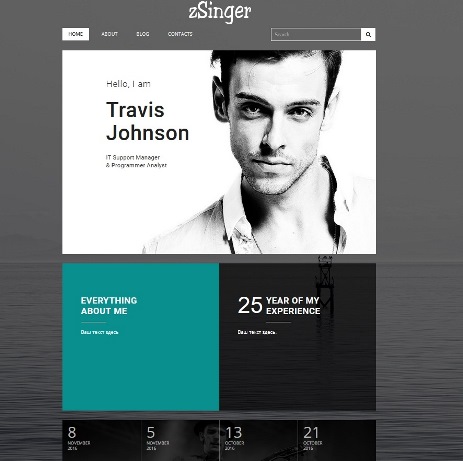 zSinger
HOME ABOUT BLOG CONTACTS
Search
Hello, I am
Travis
Johnson
IT Support Manager
& Programmer Analyst
EVERYTHING
ABOUT ME
Ваш текст здесь
25 YEAR OF MY
EXPERIENCE
Ваш текст здесь.
8 5 13 21
NOVEMBER NOVEMBER OCTOBER OCTOBER
2016 2016 2016 2016